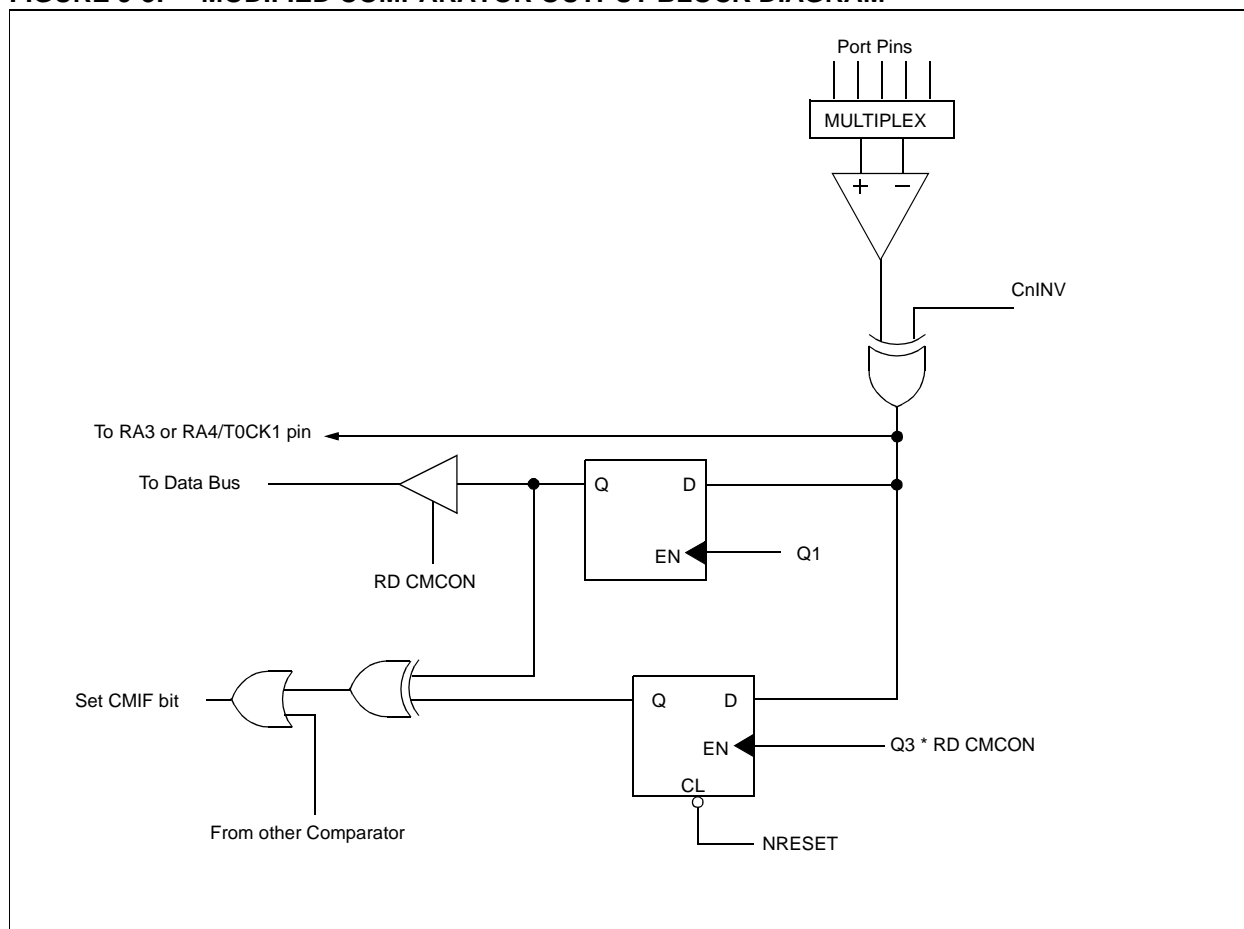 Port Pins
MULTIPLEX
+ −
CnINV
To RA3 or RA4/T0CK1 pin
To Data Bus
Q D
EN
Q1
RD CMCON
Set CMIF bit
Q D
EN
Q3 * RD CMCON
CL
From other Comparator
NRESET